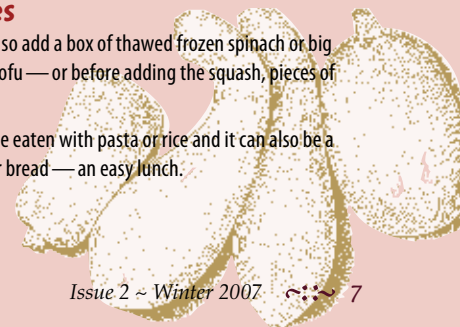 es
so add a box of thawed frozen spinach or big
ofu — or before adding the squash, pieces of
e eaten with pasta or rice and it can also be a
r bread — an easy lunch.
Issue 2 ~ Winter 2007 7